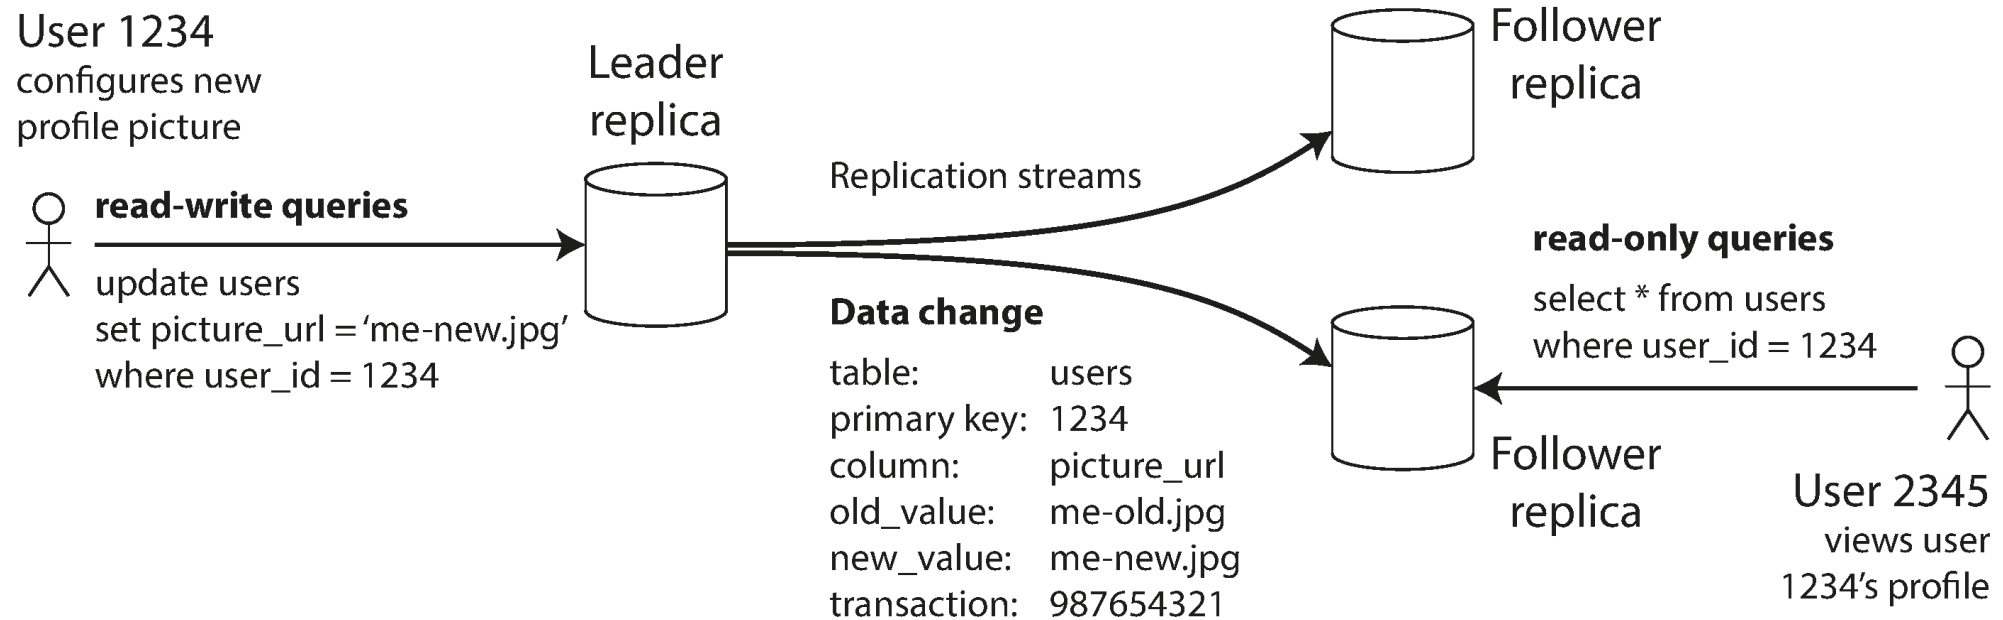 User 1234
configures new
profile picture
Leader
replica
read-write queries
update users
set picture_url = ‘me-new.jpg’
where user_id = 1234
Replication streams
Data change
table: users
primary key: 1234
column: picture_url
old_value: me-old.jpg
new_value: me-new.jpg
transaction: 987654321
Follower
replica
read-only queries
select * from users
where user_id = 1234
Follower
replica
User 2345
views user
1234’s profile